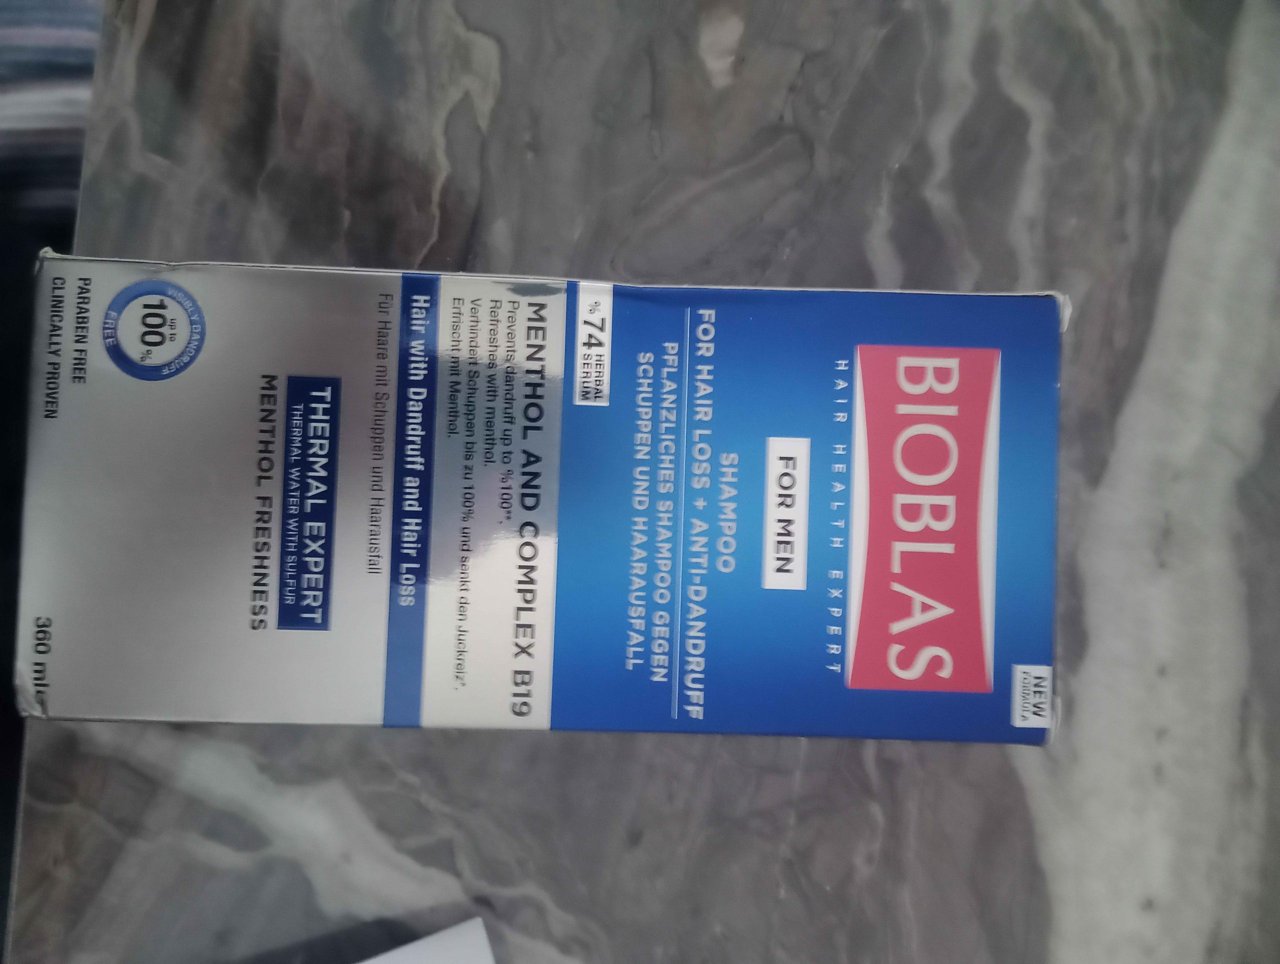 NEW
FORMULA
BIOBLAS
HAIR HEALTH EXPERT
FOR MEN
SHAMPOO
FOR HAIR LOSS + ANTI-DANDRUFF
PFLANZLICHES SHAMPOO GEGEN
SCHUPPEN UND HAARAUSFALL
%74 HERBAL
SERUM
MENTHOL AND COMPLEX B19
Prevents dandruff up to %100**.
Refreshes with menthol.
Verhindert Schuppen bis zu 100% und senkt den Juckreiz*,
Erfrischt mit Menthol.
Hair with Dandruff and Hair Loss
Für Haare mit Schuppen und Haarausfall
THERMAL EXPERT
THERMAL WATER WITH SULFUR
MENTHOL FRESHNESS
VISIBLY DANDRUFF
up to
100%
FREE
PARABEN FREE
CLINICALLY PROVEN
360 ml e